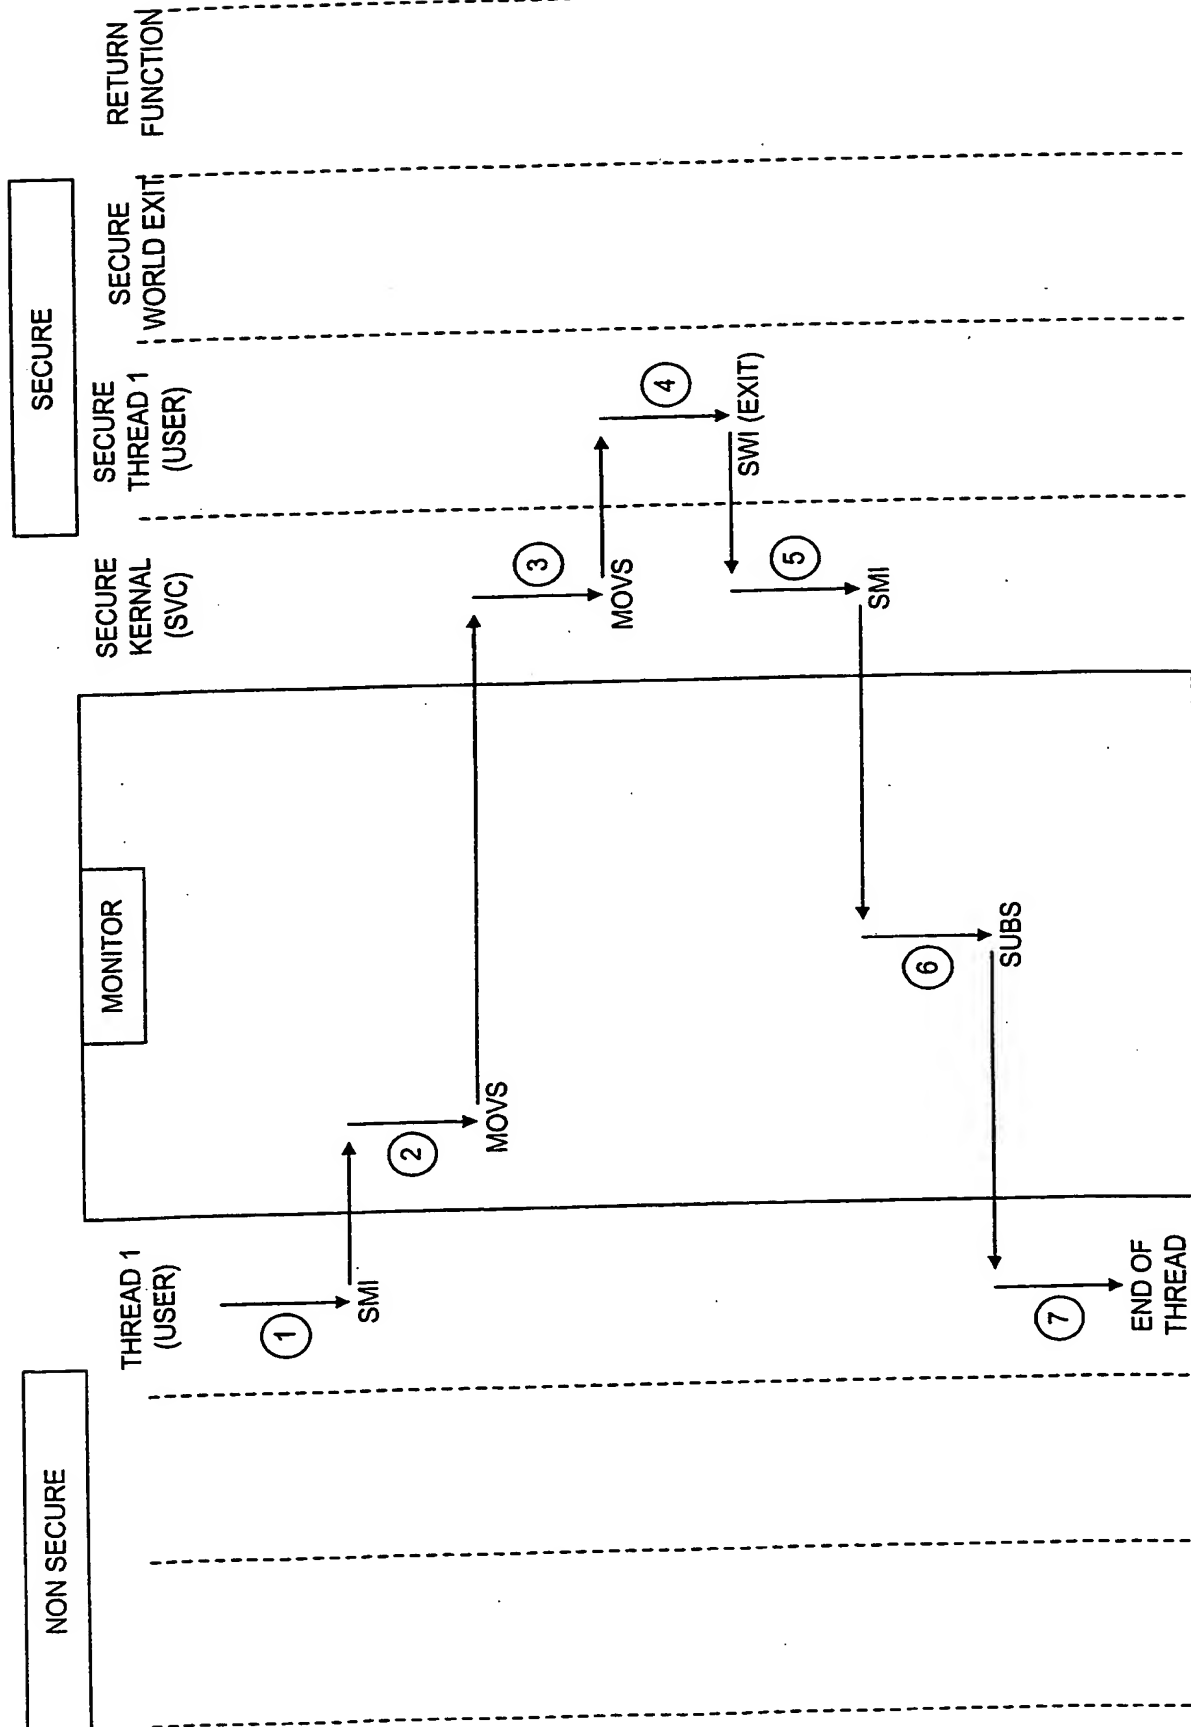 NON SECURE
SECURE
MONITOR
THREAD 1
(USER)
SECURE
KERNAL
(SVC)
SECURE
THREAD 1
(USER)
SECURE
WORLD EXIT
RETURN
FUNCTION
1
SMI
2
MOVS
3
MOVS
4
SWI (EXIT)
5
SMI
6
SUBS
7
END OF
THREAD